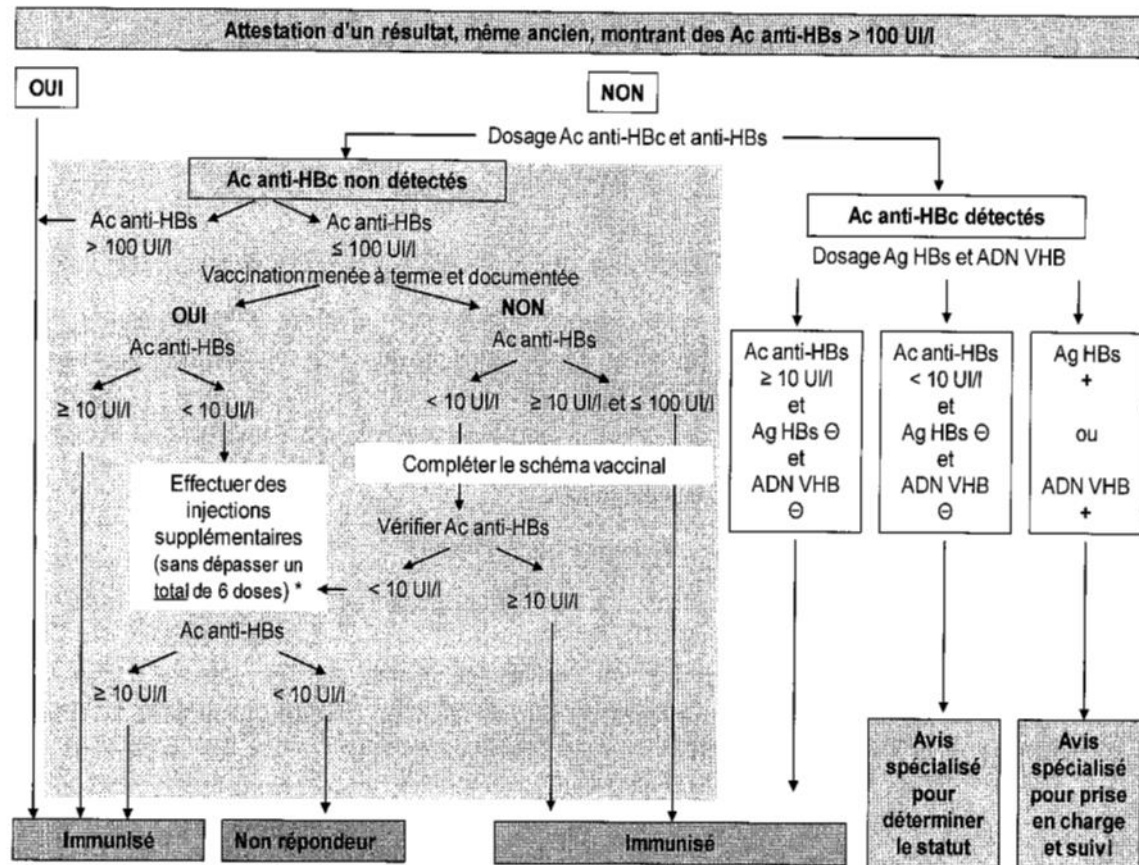 Attestation d'un résultat, même ancien, montrant des Ac anti-HBs > 100 UI/l
OUI
NON
Dosage Ac anti-HBc et anti-HBs
Ac anti-HBc non détectés
Ac anti-HBs
> 100 UI/l
Ac anti-HBs
≤ 100 UI/l
Vaccination menée à terme et documentée
OUI
Ac anti-HBs
≥ 10 UI/l
< 10 UI/l
Effectuer des
injections
supplémentaires
(sans dépasser un
total de 6 doses) *
Ac anti-HBs
≥ 10 UI/l
< 10 UI/l
NON
Ac anti-HBs
< 10 UI/l
≥ 10 UI/l et ≤ 100 UI/l
Compléter le schéma vaccinal
Vérifier Ac anti-HBs
< 10 UI/l
≥ 10 UI/l
Ac anti-HBc détectés
Dosage Ag HBs et ADN VHB
Ac anti-HBs
≥ 10 UI/l
et
Ag HBs ⊖
et
ADN VHB
⊖
Ac anti-HBs
< 10 UI/l
et
Ag HBs ⊖
et
ADN VHB
⊖
Ag HBs
+
ou
ADN VHB
+
Immunisé
Non répondeur
Immunisé
Avis
spécialisé
pour
déterminer
le statut
Avis
spécialisé
pour prise
en charge
et suivi